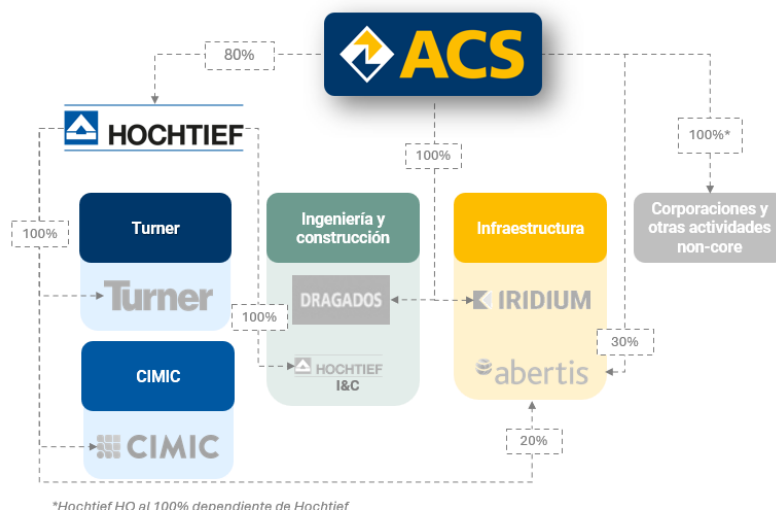 ACS
80%
HOCHTIEF
100%
100%*
Turner
Ingeniería y
construcción
Infraestructura
Corporaciones y
otras actividades
non-core
100%
Turner
DRAGADOS
IRIDIUM
100%
30%
CIMIC
HOCHTIEF
I&C
abertis
CIMIC
20%
*Hochtief HQ al 100% dependiente de Hochtief